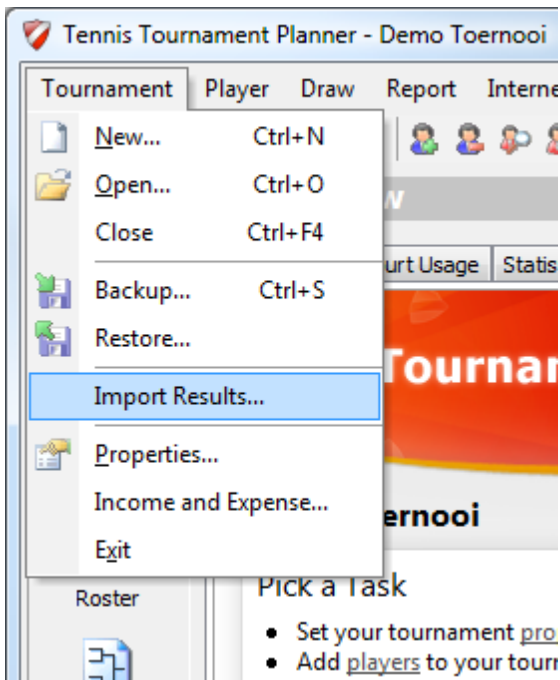 Tennis Tournament Planner - Demo Toernooi
Tournament Player Draw Report
New... Ctrl+N
Open... Ctrl+O
Close Ctrl+F4
urt Usage
Backup... Ctrl+S
Restore...
Import Results...
Properties...
Income and Expense...
ernooi
Exit
Pick a Task
Roster
Set your tournament
Add players to your